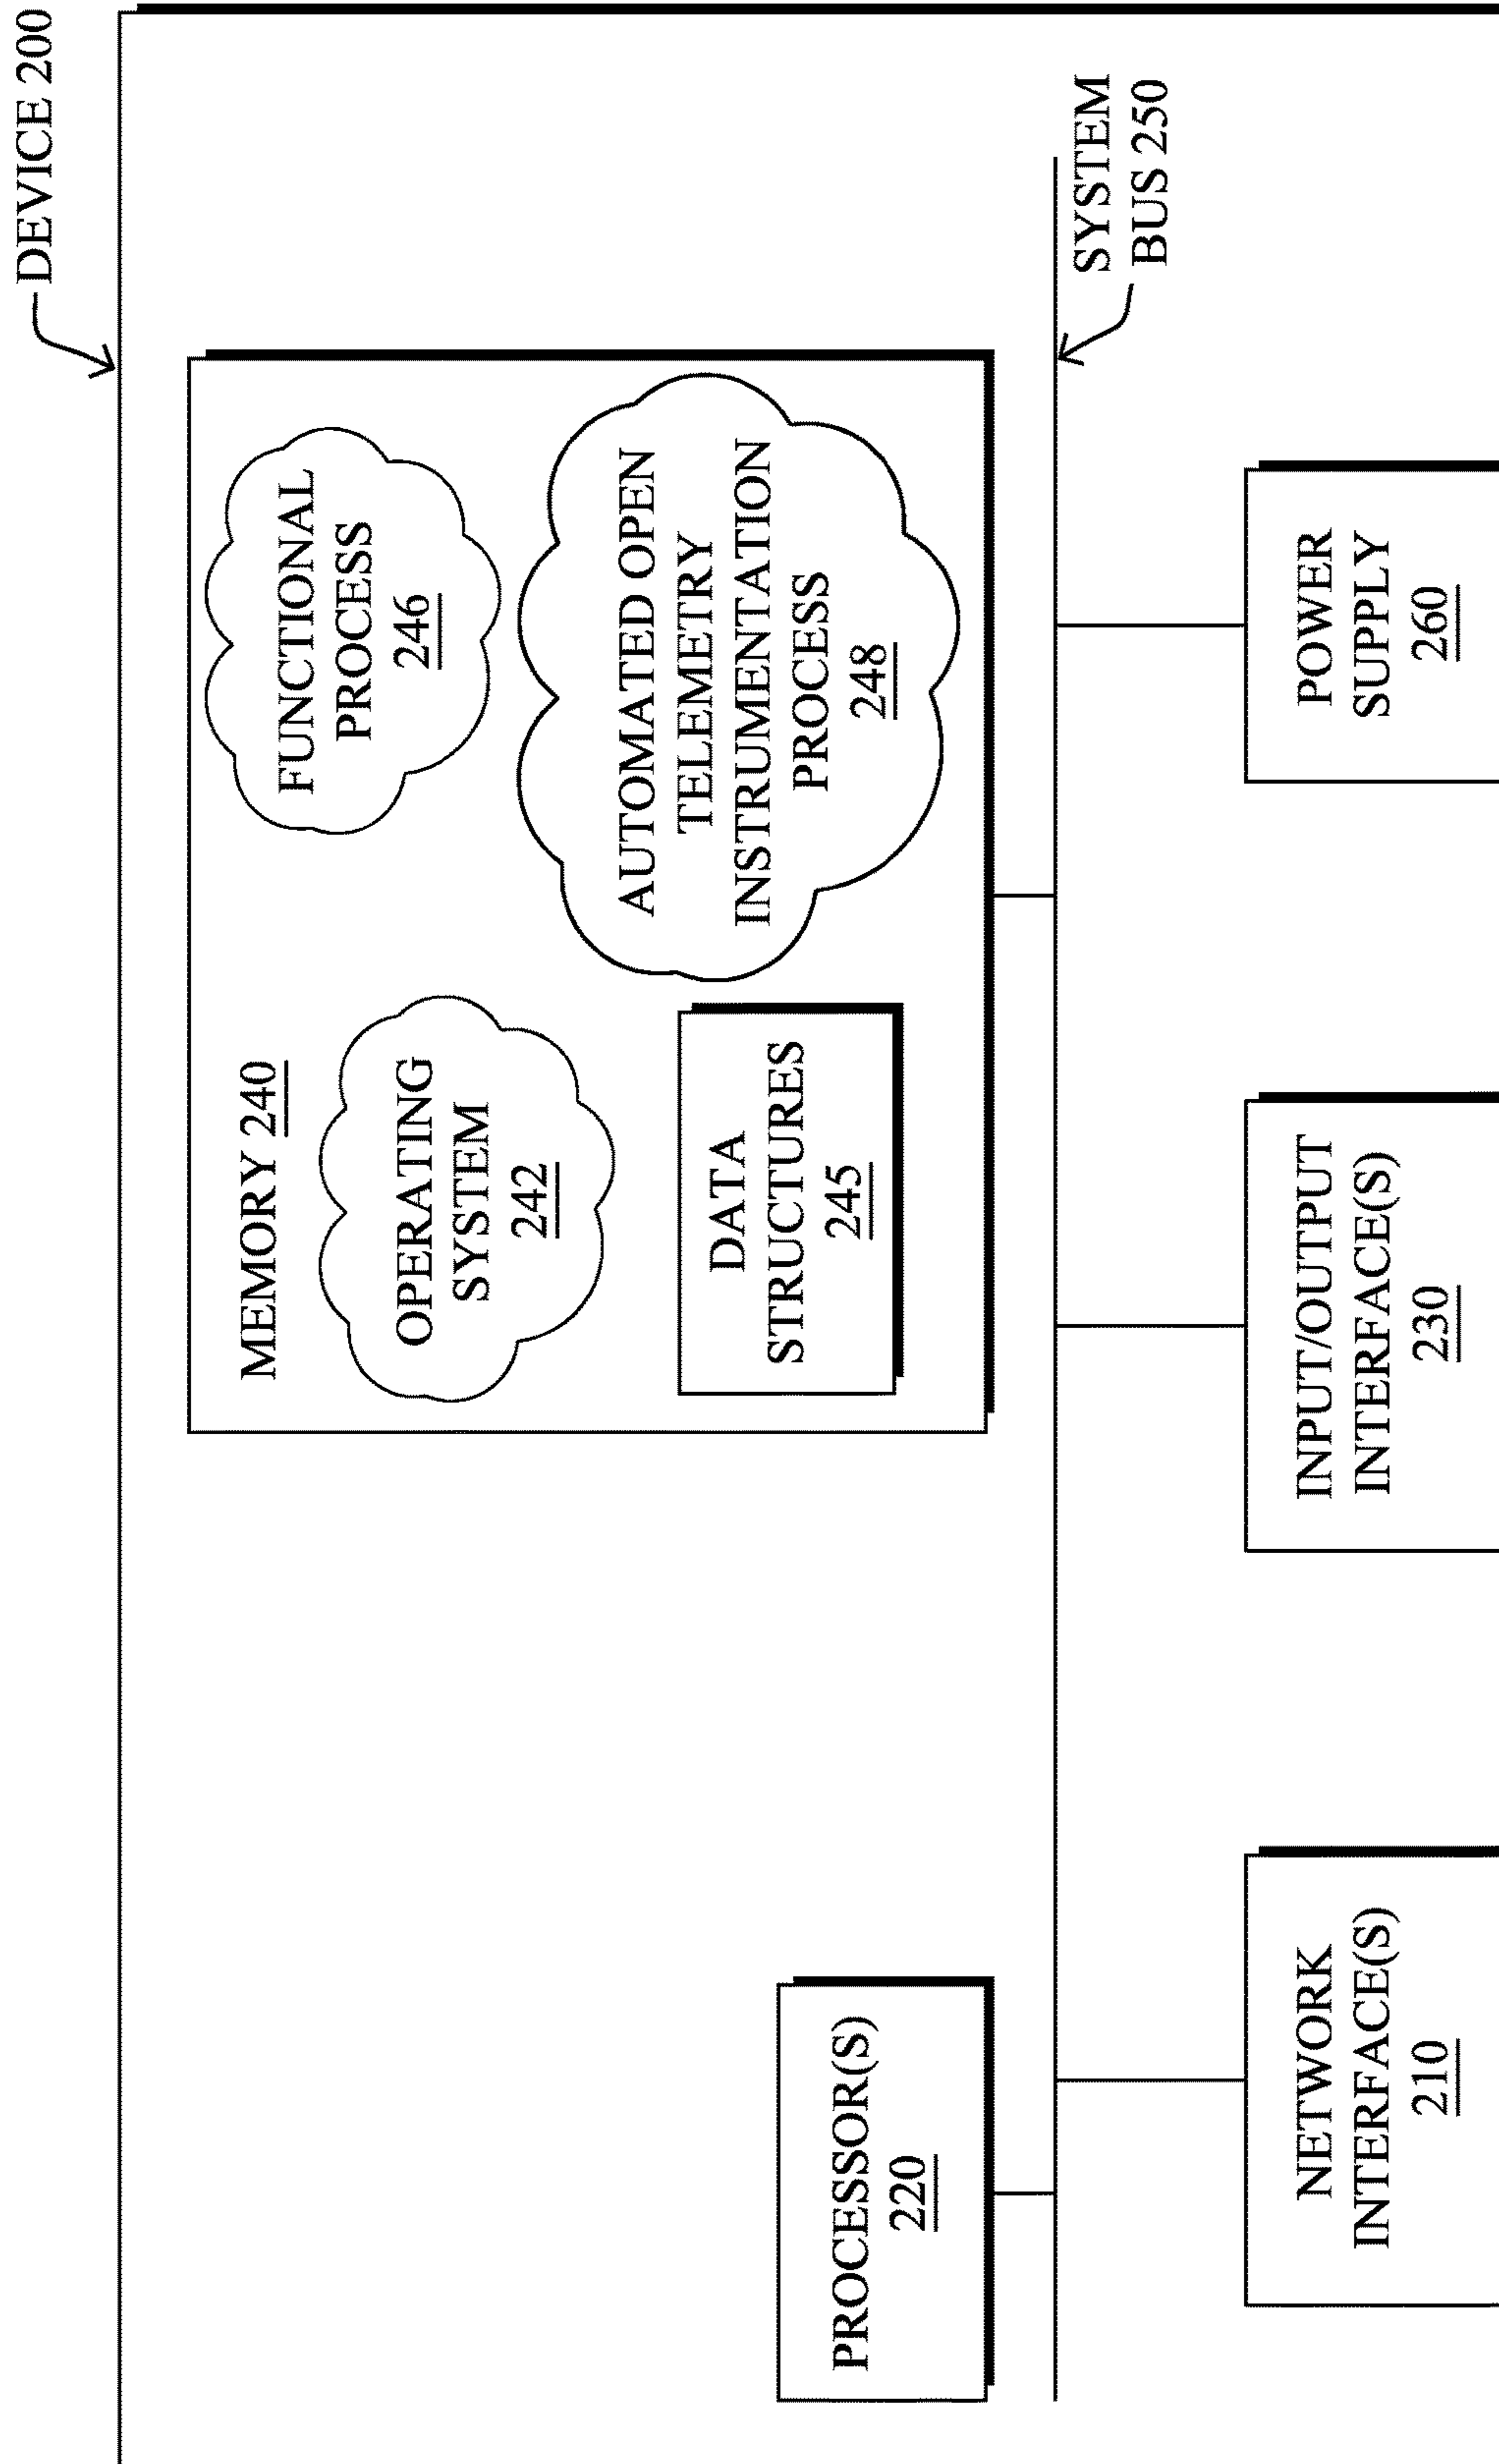 DEVICE 200
MEMORY 240
OPERATING
SYSTEM
242
FUNCTIONAL
PROCESS
246
DATA
STRUCTURES
245
AUTOMATED OPEN
TELEMETRY
INSTRUMENTATION
PROCESS
248
PROCESSOR(S)
220
SYSTEM
BUS 250
NETWORK
INTERFACE(S)
210
INPUT/OUTPUT
INTERFACE(S)
230
POWER
SUPPLY
260